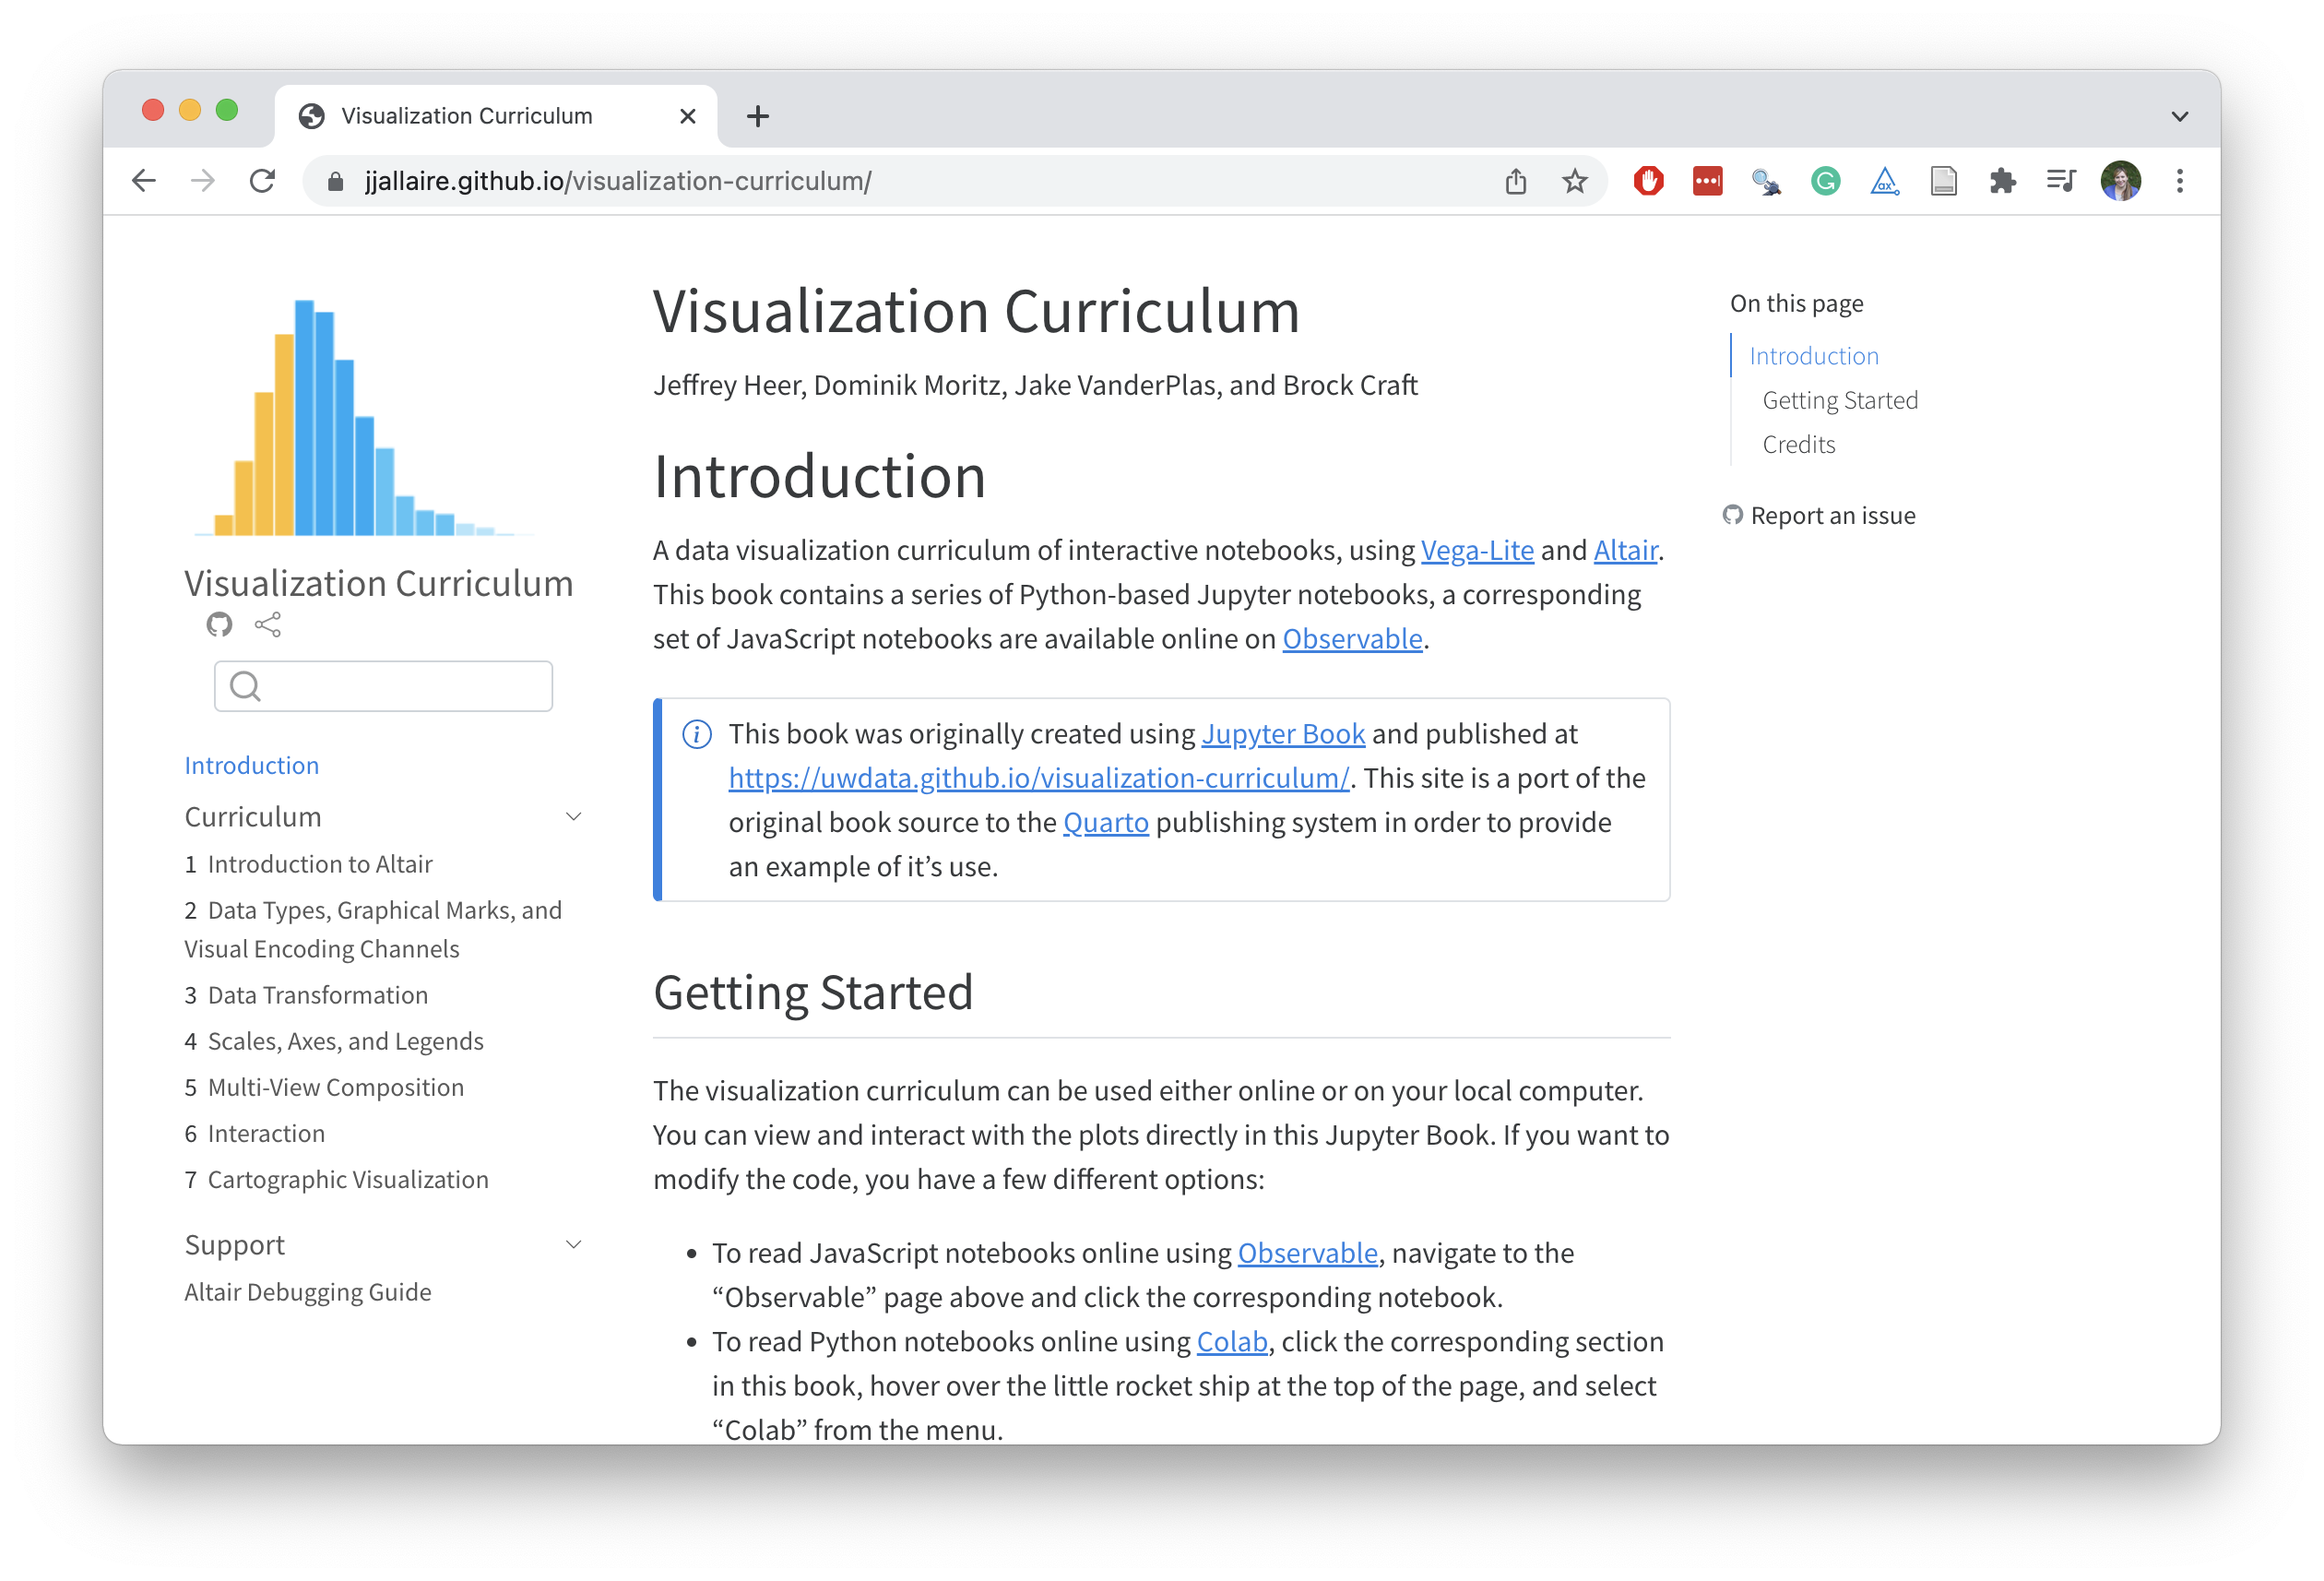 Visualization Curriculum
jjallaire.github.io/visualization-curriculum/
Visualization Curriculum
Introduction
Curriculum
1 Introduction to Altair
2 Data Types, Graphical Marks, and
Visual Encoding Channels
3 Data Transformation
4 Scales, Axes, and Legends
5 Multi-View Composition
6 Interaction
7 Cartographic Visualization
Support
Altair Debugging Guide
Visualization Curriculum
Jeffrey Heer, Dominik Moritz, Jake VanderPlas, and Brock Craft
Introduction
A data visualization curriculum of interactive notebooks, using Vega-Lite and Altair.
This book contains a series of Python-based Jupyter notebooks, a corresponding
set of JavaScript notebooks are available online on Observable.
This book was originally created using Jupyter Book and published at
https://uwdata.github.io/visualization-curriculum/. This site is a port of the
original book source to the Quarto publishing system in order to provide
an example of it’s use.
Getting Started
The visualization curriculum can be used either online or on your local computer.
You can view and interact with the plots directly in this Jupyter Book. If you want to
modify the code, you have a few different options:
• To read JavaScript notebooks online using Observable, navigate to the
“Observable” page above and click the corresponding notebook.
• To read Python notebooks online using Colab, click the corresponding section
in this book, hover over the little rocket ship at the top of the page, and select
“Colab” from the menu.
On this page
Introduction
Getting Started
Credits
Report an issue